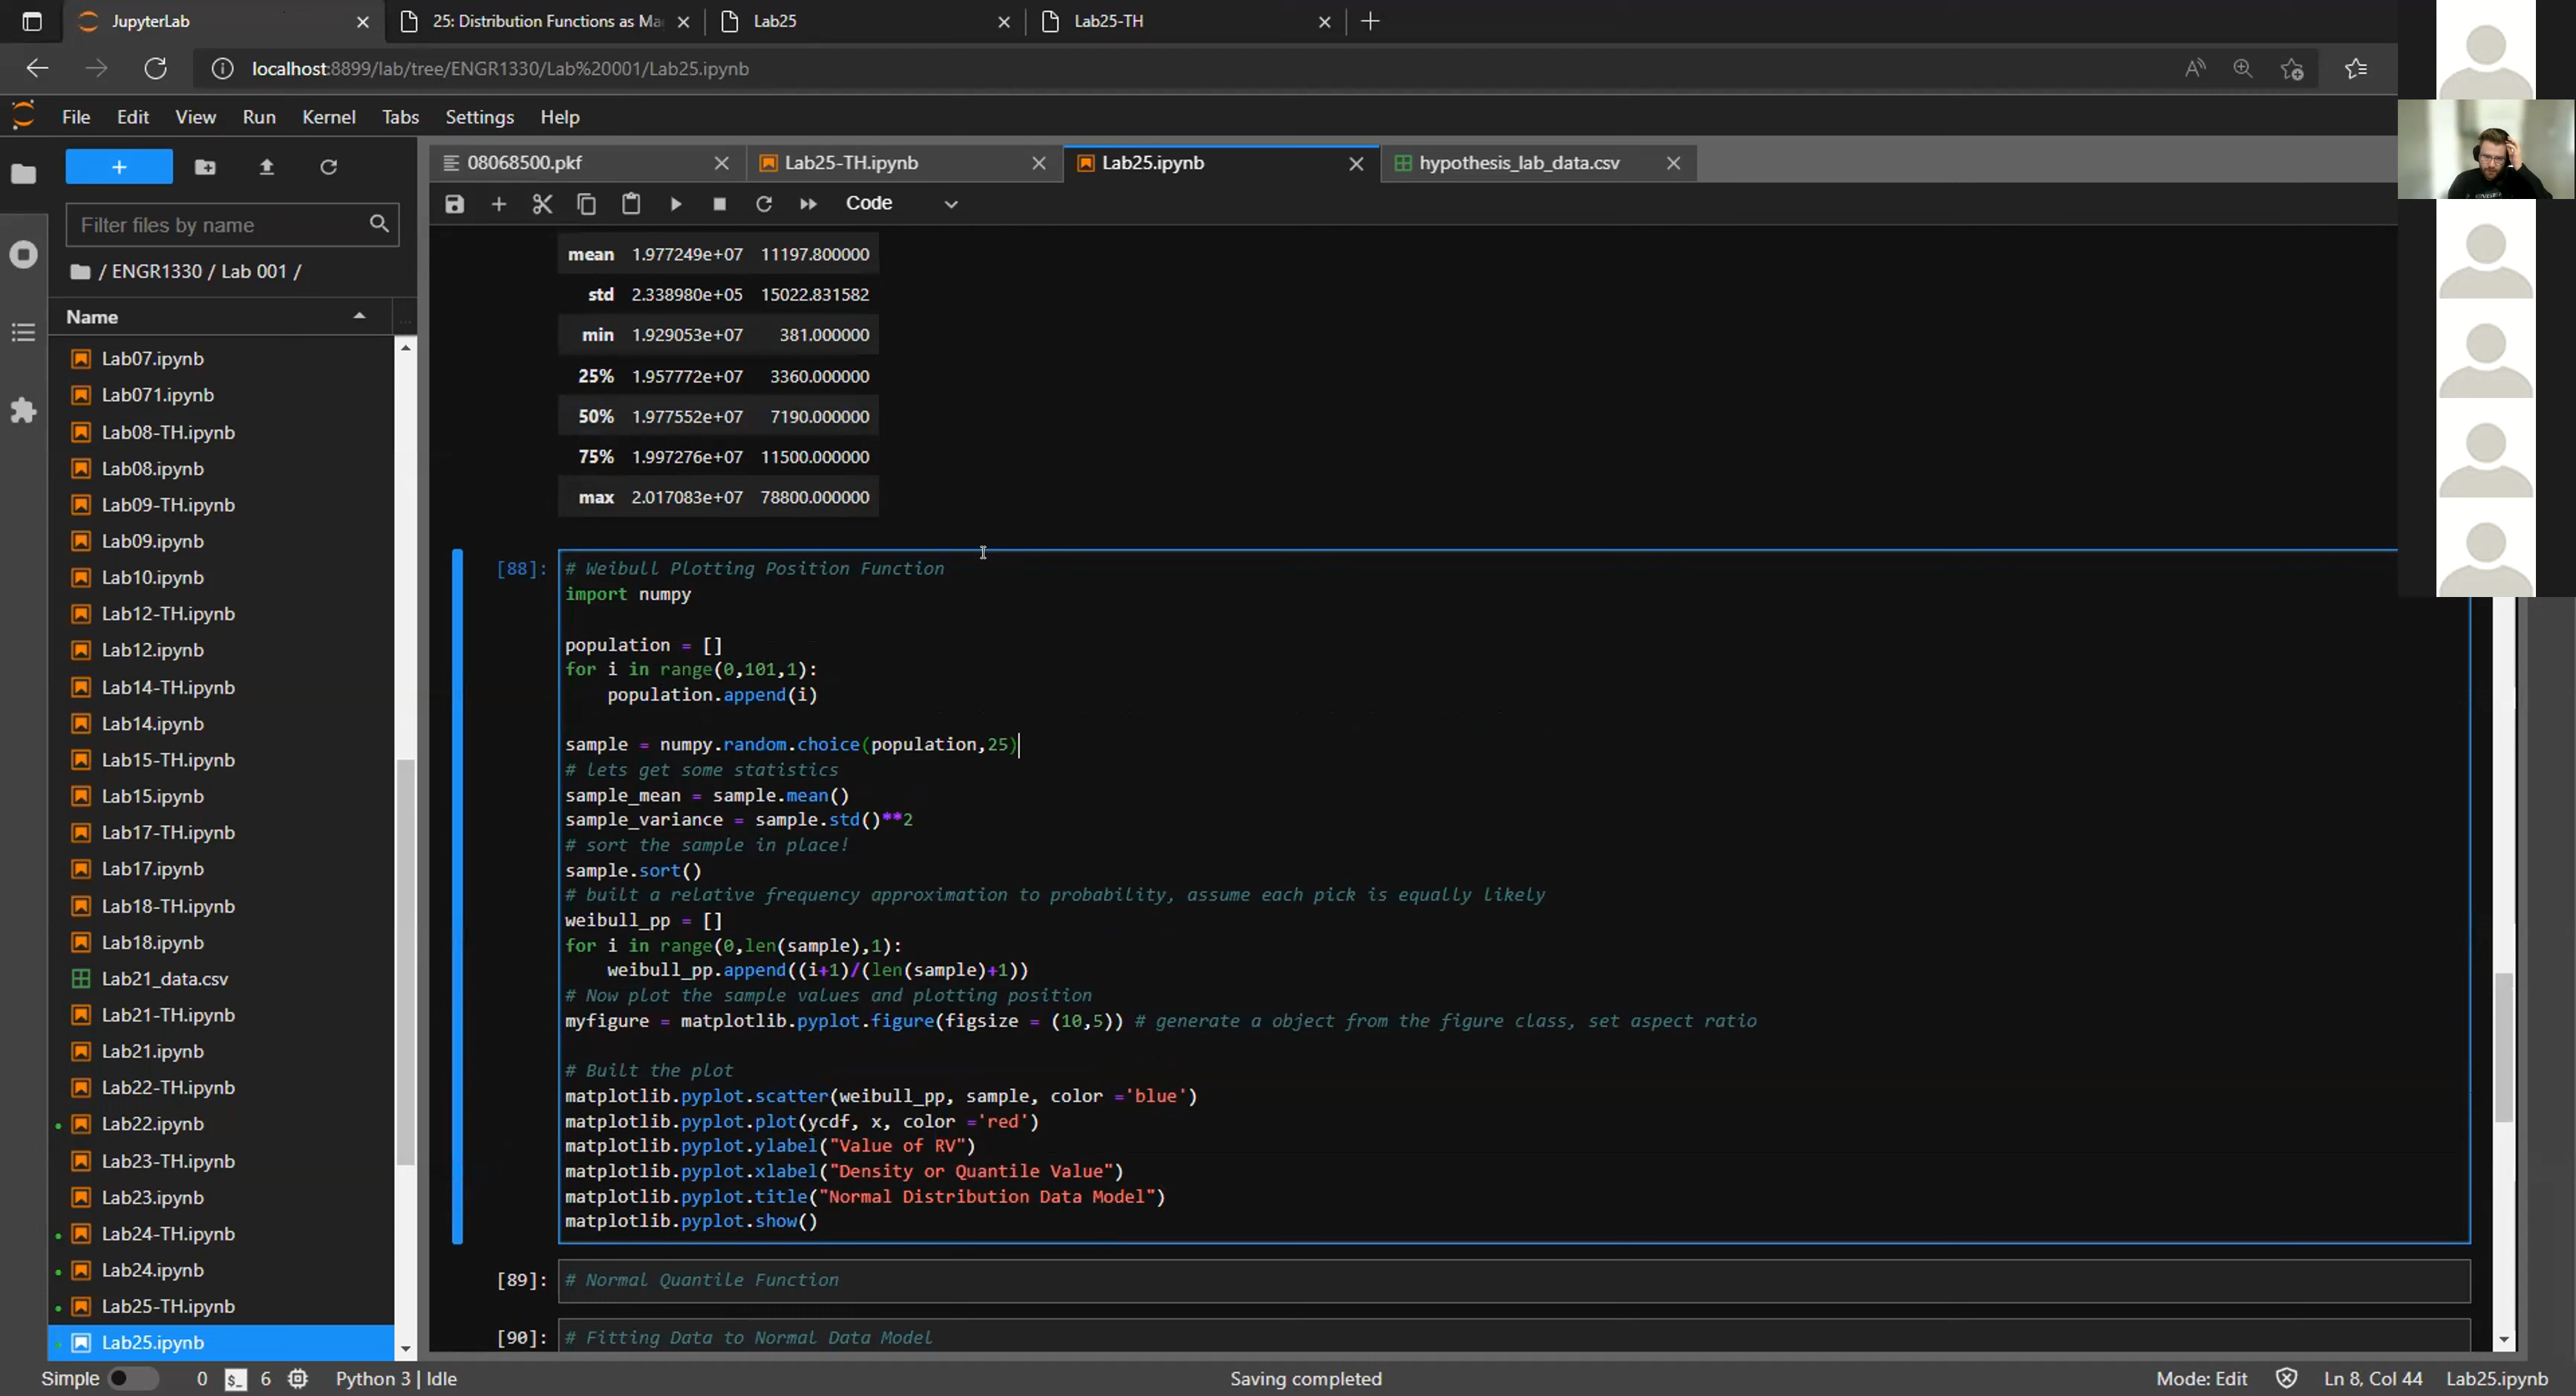 JupyterLab
25: Distribution Functions as Ma
Lab25
Lab25-TH
localhost:8899/lab/tree/ENGR1330/Lab%20001/Lab25.ipynb
File Edit View Run Kernel Tabs Settings Help
08068500.pkf
Lab25-TH.ipynb
Lab25.ipynb
hypothesis_lab_data.csv
Code
Filter files by name
/ ENGR1330 / Lab 001 /
Name
Lab07.ipynb
Lab071.ipynb
Lab08-TH.ipynb
Lab08.ipynb
Lab09-TH.ipynb
Lab09.ipynb
Lab10.ipynb
Lab12-TH.ipynb
Lab12.ipynb
Lab14-TH.ipynb
Lab14.ipynb
Lab15-TH.ipynb
Lab15.ipynb
Lab17-TH.ipynb
Lab17.ipynb
Lab18-TH.ipynb
Lab18.ipynb
Lab21_data.csv
Lab21-TH.ipynb
Lab21.ipynb
Lab22-TH.ipynb
Lab22.ipynb
Lab23-TH.ipynb
Lab23.ipynb
Lab24-TH.ipynb
Lab24.ipynb
Lab25-TH.ipynb
Lab25.ipynb
mean 1.977249e+07 11197.800000
std 2.338980e+05 15022.831582
min 1.929053e+07 381.000000
25% 1.957772e+07 3360.000000
50% 1.977552e+07 7190.000000
75% 1.997276e+07 11500.000000
max 2.017083e+07 78800.000000
[88]: # Weibull Plotting Position Function
import numpy
population = []
for i in range(0,101,1):
    population.append(i)
sample = numpy.random.choice(population,25)
# lets get some statistics
sample_mean = sample.mean()
sample_variance = sample.std()**2
# sort the sample in place!
sample.sort()
# built a relative frequency approximation to probability, assume each pick is equally likely
weibull_pp = []
for i in range(0,len(sample),1):
    weibull_pp.append((i+1)/(len(sample)+1))
# Now plot the sample values and plotting position
myfigure = matplotlib.pyplot.figure(figsize = (10,5)) # generate a object from the figure class, set aspect ratio
# Built the plot
matplotlib.pyplot.scatter(weibull_pp, sample, color ='blue')
matplotlib.pyplot.plot(ycdf, x, color ='red')
matplotlib.pyplot.ylabel("Value of RV")
matplotlib.pyplot.xlabel("Density or Quantile Value")
matplotlib.pyplot.title("Normal Distribution Data Model")
matplotlib.pyplot.show()
[89]: # Normal Quantile Function
[90]: # Fitting Data to Normal Data Model
Simple 0 $_ 6 Python 3 | Idle Saving completed Mode: Edit Ln 8, Col 44 Lab25.ipynb